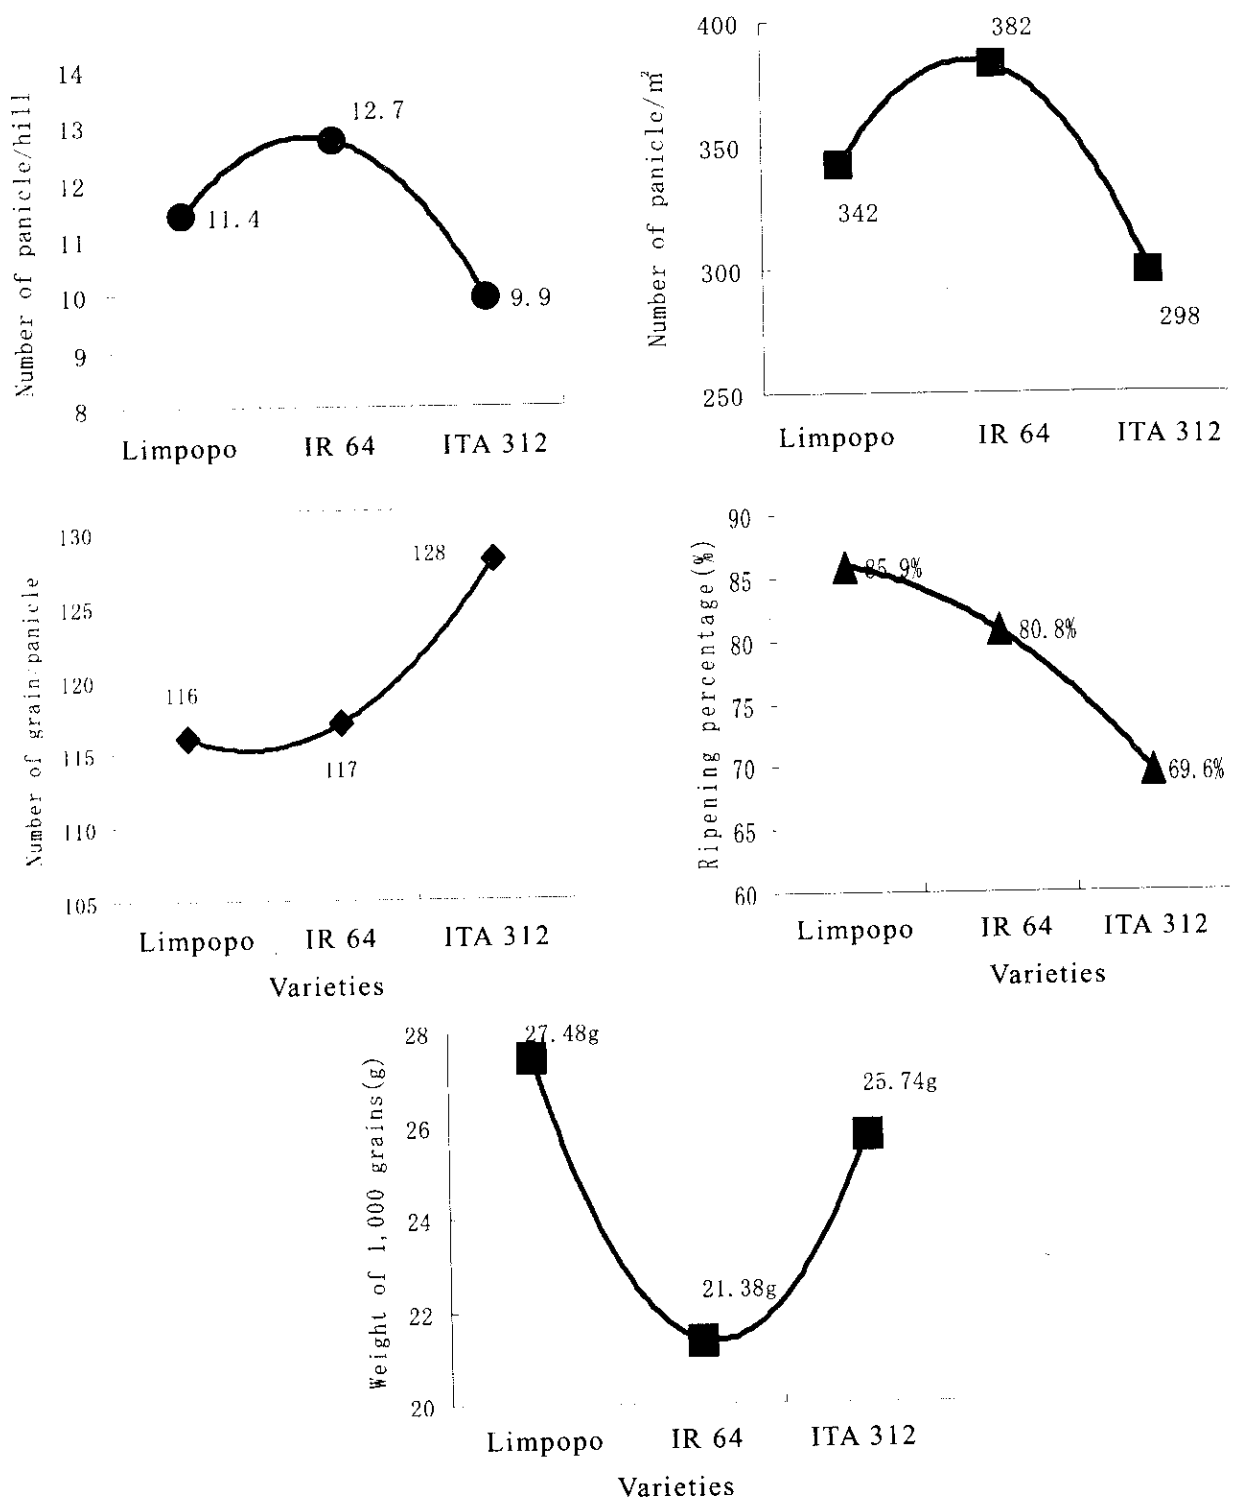 Number of panicle/hill
14
13
12
11
10
9
8
12.7
11.4
9.9
Limpopo IR 64 ITA 312
Number of panicle/m²
400
350
300
250
382
342
298
Limpopo IR 64 ITA 312
Number of grain/panicle
130
125
120
115
110
105
128
116
117
Limpopo IR 64 ITA 312
Varieties
Ripening percentage(%)
90
85
80
75
70
65
60
85.9%
80.8%
69.6%
Limpopo IR 64 ITA 312
Varieties
Weight of 1,000 grains(g)
28
26
24
22
20
27.48g
25.74g
21.38g
Limpopo IR 64 ITA 312
Varieties